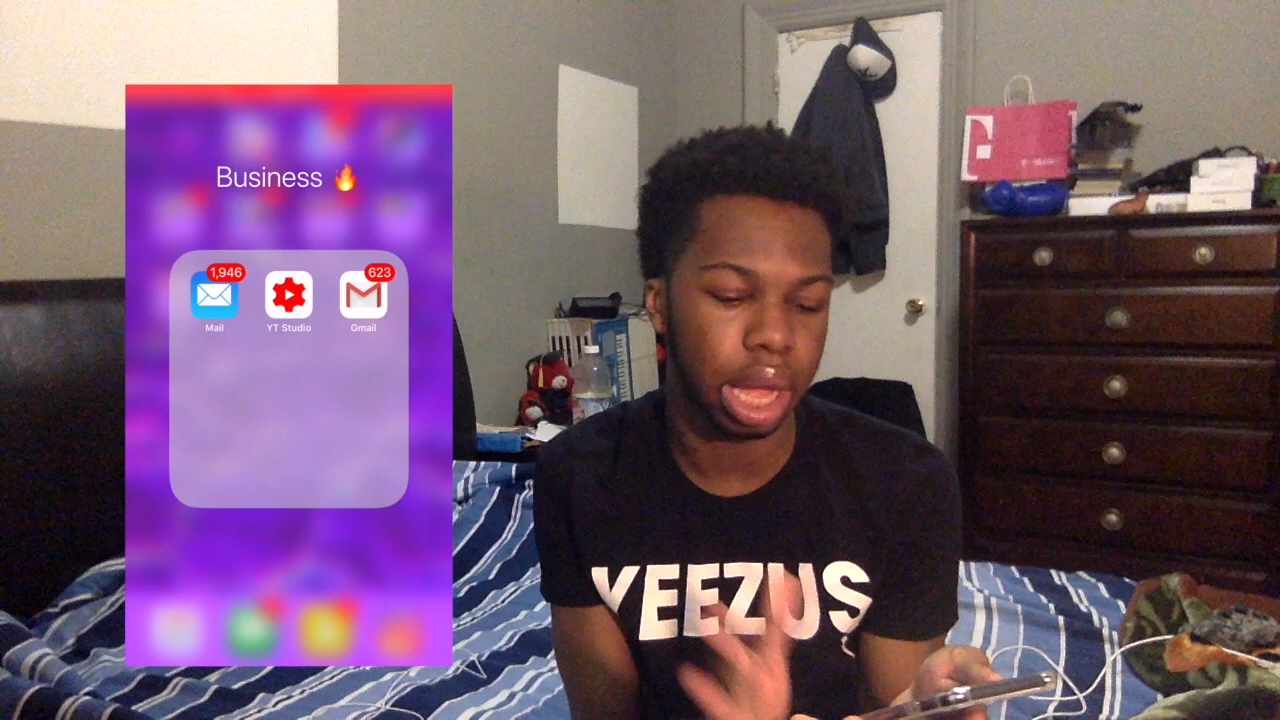 Business 🔥
1,946
623
Mail
YT Studio
Gmail
YEEZUS